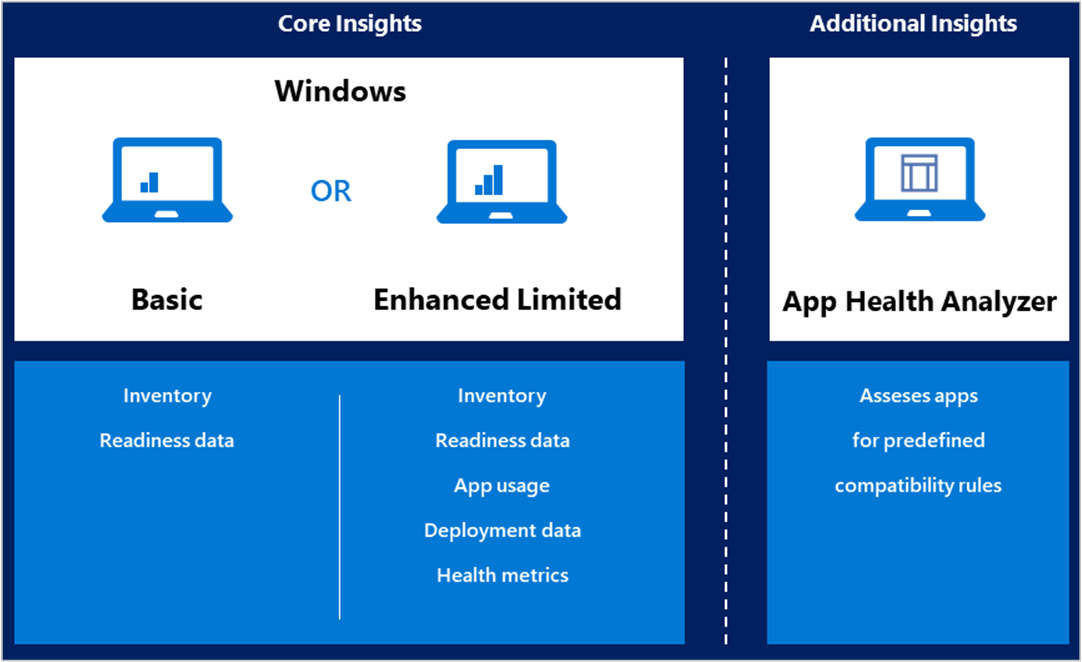 Core Insights
Additional Insights
Windows
OR
Basic
Enhanced Limited
App Health Analyzer
Inventory
Readiness data
Inventory
Readiness data
App usage
Deployment data
Health metrics
Asseses apps
for predefined
compatibility rules